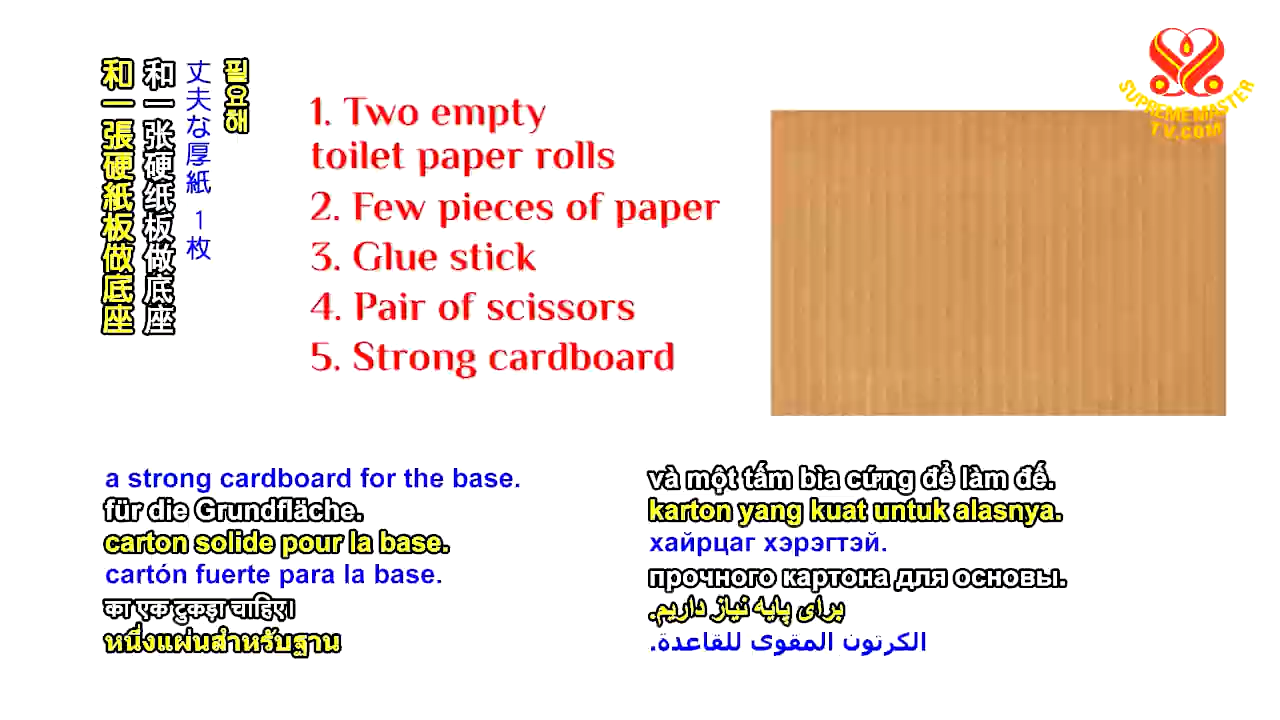 和一張硬紙板做底座
和一张硬纸板做底座
丈夫な厚紙 1枚
필요해
1. Two empty
toilet paper rolls
2. Few pieces of paper
3. Glue stick
4. Pair of scissors
5. Strong cardboard
SUPREMEMASTER
TV.COM
a strong cardboard for the base.
für die Grundfläche.
carton solide pour la base.
cartón fuerte para la base.
का एक टुकड़ा चाहिए।
หนึ่งแผ่นสำหรับฐาน
và một tấm bìa cứng để làm đế.
karton yang kuat untuk alasnya.
хайрцаг хэрэгтэй.
прочного картона для основы.
برای پایه نیاز داریم.
الكرتون المقوى للقاعدة.